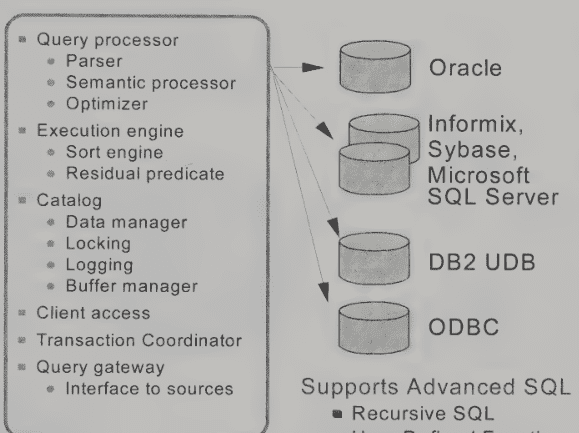 Query processor
Parser
Semantic processor
Optimizer
Execution engine
Sort engine
Residual predicate
Catalog
Data manager
Locking
Logging
Buffer manager
Client access
Transaction Coordinator
Query gateway
Interface to sources
Oracle
Informix,
Sybase,
Microsoft
SQL Server
DB2 UDB
ODBC
Supports Advanced SQL
Recursive SQL